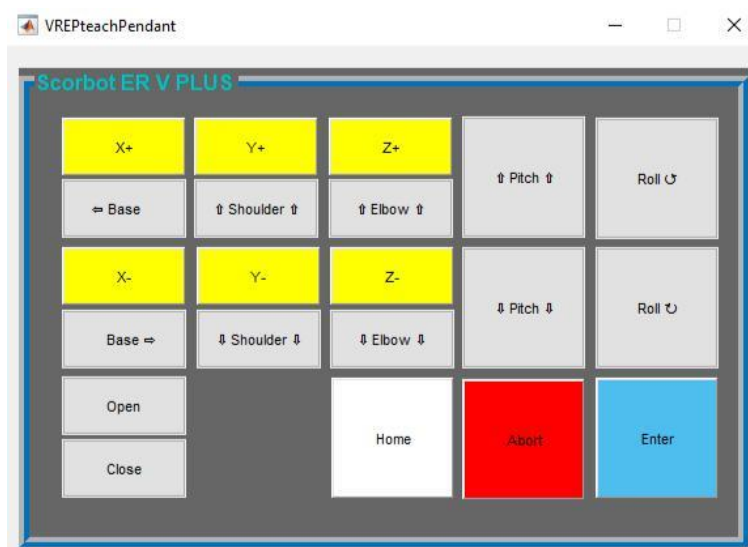 VREPteachPendant
Scorbot ER V PLUS
X+ Y+ Z+
⇧ Pitch ⇧ Roll ↺
⇦ Base ⇧ Shoulder ⇧ ⇧ Elbow ⇧
X- Y- Z-
⇩ Pitch ⇩ Roll ↻
Base ⇨ ⇩ Shoulder ⇩ ⇩ Elbow ⇩
Open
Home Abort Enter
Close